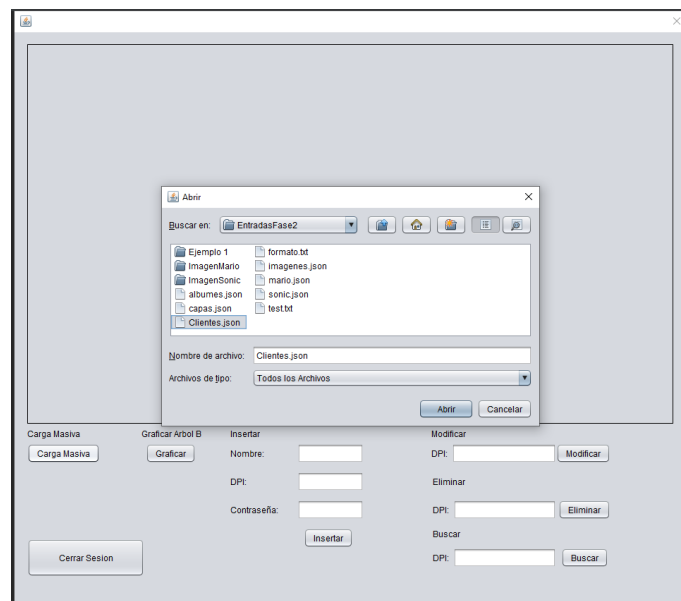 Abrir
Buscar en: EntradasFase2
Ejemplo 1 formato.txt
ImagenMario imagenes.json
ImagenSonic mario.json
albumes.json sonic.json
capas.json test.txt
Clientes.json
Nombre de archivo: Clientes.json
Archivos de tipo: Todos los Archivos
Abrir Cancelar
Carga Masiva Graficar Arbol B Insertar Modificar
Carga Masiva Graficar Nombre: DPI: Modificar
DPI: Eliminar
Contraseña: DPI: Eliminar
Insertar Buscar
Cerrar Sesion DPI: Buscar